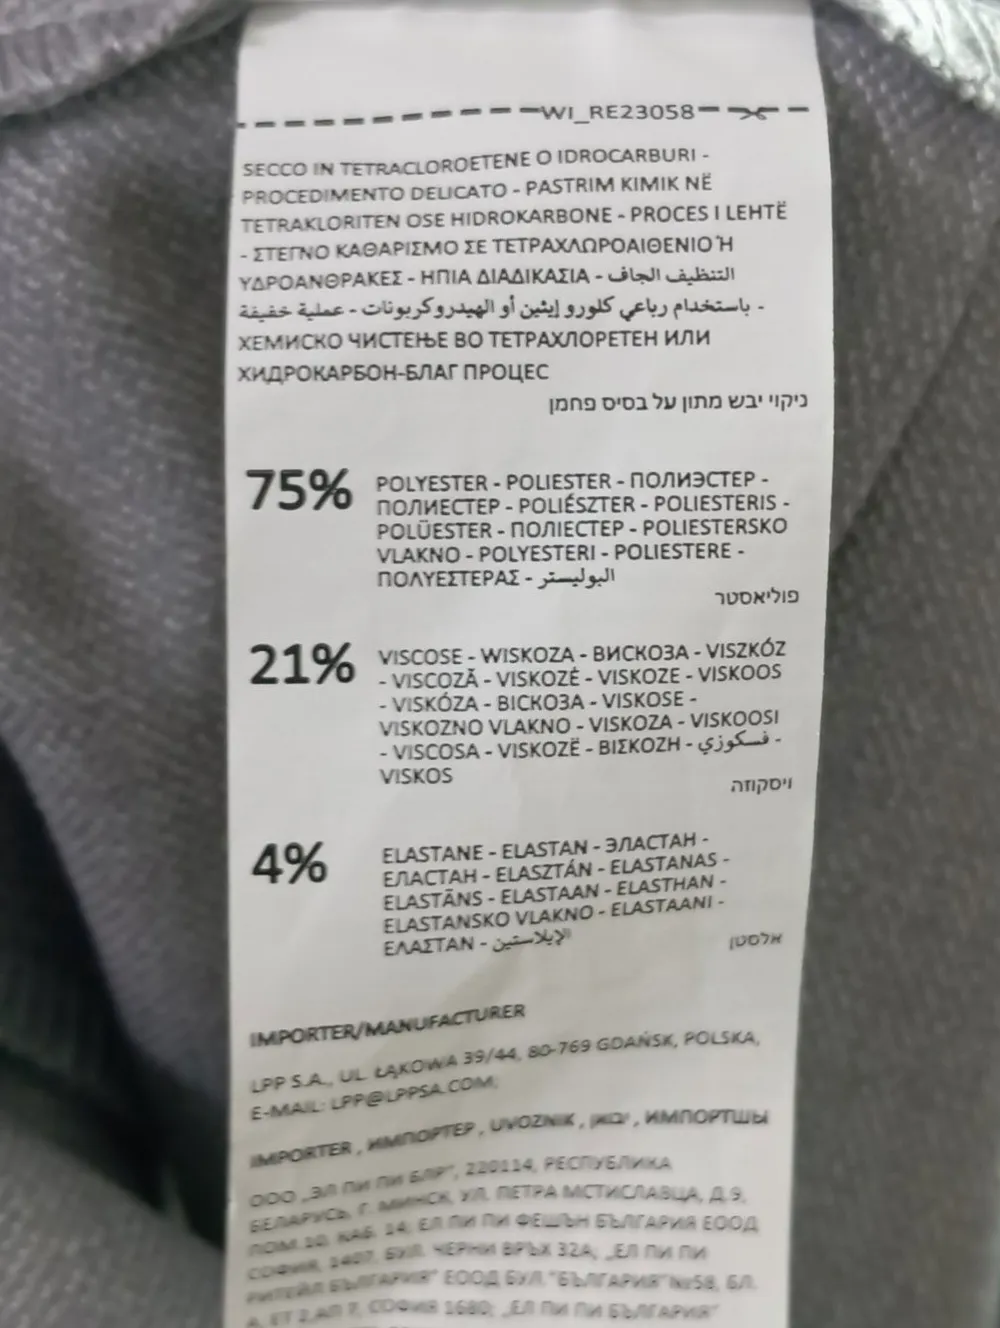 WI_RE23058
SECCO IN TETRACLOROETENE O IDROCARBURI -
PROCEDIMENTO DELICATO - PASTRIM KIMIK NË
TETRAKLORITEN OSE HIDROKARBONE - PROCES I LEHTË
- ΣΤΕΓΝΟ ΚΑΘΑΡΙΣΜΟ ΣΕ ΤΕΤΡΑΧΛΩΡΟΑΙΘΕΝΙΟ Ή
ΥΔΡΟΑΝΘΡΑΚΕΣ - ΗΠΙΑ ΔΙΑΔΙΚΑΣΙΑ - التنظيف الجاف
باستخدام رباعي كلورو إيثين أو الهيدروكربونات - عملية خفيفة -
ХЕМИСКО ЧИСТЕЊЕ ВО ТЕТРАХЛОРЕТЕН ИЛИ
ХИДРОКАРБОН-БЛАГ ПРОЦЕС
ניקוי יבש מתון על בסיס פחמן
75% POLYESTER - POLIESTER - ПОЛИЭСТЕР -
ПОЛИЕСТЕР - POLIÉSZTER - POLIESTERIS -
POLÜESTER - ПОЛІЕСТЕР - POLIESTERSKO
VLAKNO - POLYESTERI - POLIESTERE -
ΠΟΛΥΕΣΤΕΡΑΣ - البوليستر
פוליאסטר
21% VISCOSE - WISKOZA - ВИСКОЗА - VISZKÓZ
- VISCOZĂ - VISKOZĖ - VISKOZE - VISKOOS
- VISKÓZA - ВІСКОЗА - VISKOSE -
VISKOZNO VLAKNO - VISKOZA - VISKOOSI
- VISCOSA - VISKOZË - ΒΙΣΚΟΖΗ - فسكوزي -
VISKOS
ויסקוזה
4% ELASTANE - ELASTAN - ЭЛАСТАН -
ЕЛАСТАН - ELASZTÁN - ELASTANAS -
ELASTĀNS - ELASTAAN - ELASTHAN -
ELASTANSKO VLAKNO - ELASTAANI -
ΕΛΑΣΤΑΝ - الإيلاستين
אלסטן
IMPORTER/MANUFACTURER
LPP S.A., UL. ŁĄKOWA 39/44, 80-769 GDAŃSK, POLSKA,
E-MAIL: LPP@LPPSA.COM;
IMPORTER, ИМПОРТЕР, UVOZNIK, יבואן, ИМПОРТШЫ
ООО „ЭЛ ПИ ПИ БЛР", 220114, РЕСПУБЛИКА
БЕЛАРУСЬ, Г. МИНСК, УЛ. ПЕТРА МСТИСЛАВЦА, Д.9,
ПОМ.10, КАБ. 14; ЕЛ ПИ ПИ ФЕШЪН БЪЛГАРИЯ ЕООД
СОФИЯ, 1407, БУЛ. ЧЕРНИ ВРЪХ 32А; „ЕЛ ПИ ПИ
РИТЕЙЛ БЪЛГАРИЯ" ЕООД БУЛ."БЪЛГАРИЯ"№58, БЛ.
А, ЕТ 2,АП 7, СОФИЯ 1680; „ЕЛ ПИ ПИ БЪЛГАРИЯ"